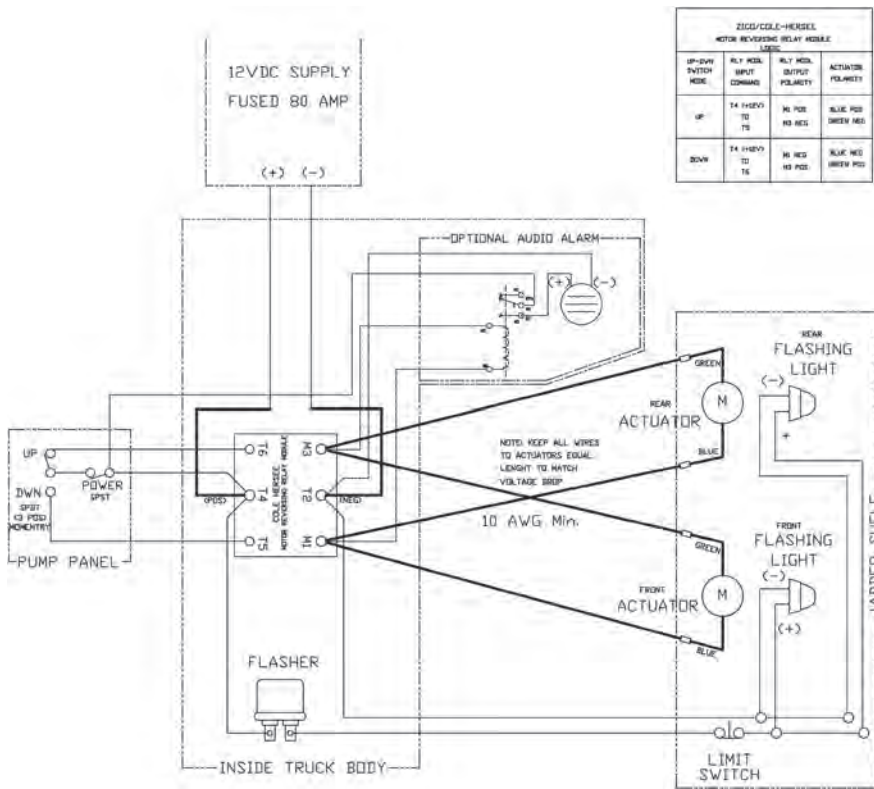 12VDC SUPPLY
FUSED 80 AMP
(+) (-)
ZICO/COLE-HERSEE
MOTOR REVERSING RELAY MODULE
LOGIC
UP-DWN SWITCH MODE
RLY MODL INPUT COMMAND
RLY MODL OUTPUT POLARITY
ACTUATOR POLARITY
UP
T4 (+12V) TO T5
M1 POS
M3 NEG
BLUE POS
GREEN NEG
DOWN
T4 (+12V) TO T6
M1 NEG
M3 POS
BLUE NEG
GREEN POS
OPTIONAL AUDIO ALARM
(+) (-)
REAR
FLASHING
LIGHT
(-)
+
GREEN
REAR
ACTUATOR
M
BLUE
NOTE: KEEP ALL WIRES
TO ACTUATORS EQUAL
LENGHT TO MATCH
VOLTAGE DROP
10 AWG Min.
UP
POWER
SPST
DWN
SPDT
(3 POS)
MOMENTRY
PUMP PANEL
T6
T4
T5
(POS)
COLE HERSEE
MOTOR REVERSING RELAY MODULE
M3
T2
M1
(NEG)
GREEN
FRONT
ACTUATOR
M
BLUE
FRONT
FLASHING
LIGHT
(-)
(+)
FLASHER
INSIDE TRUCK BODY
LIMIT
SWITCH